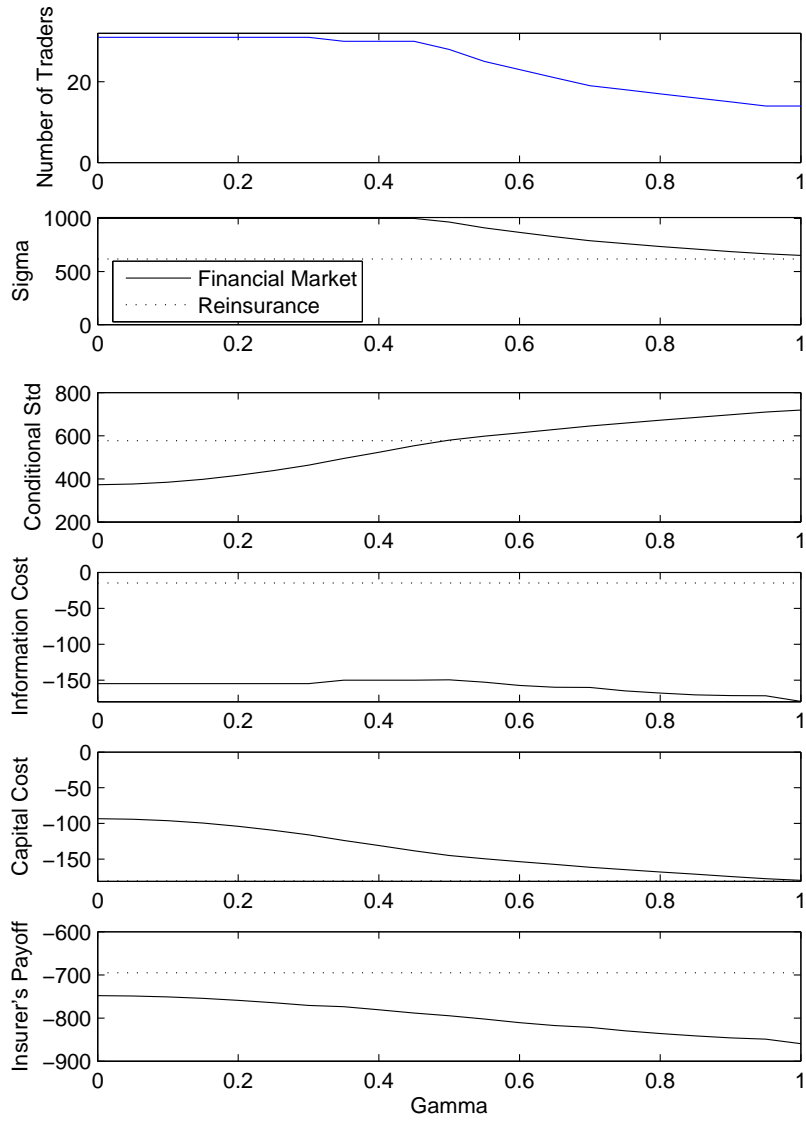 Number of Traders
20
0
0 0.2 0.4 0.6 0.8 1
Sigma
1000
500
0
Financial Market
Reinsurance
0 0.2 0.4 0.6 0.8 1
Conditional Std
800
600
400
200
0 0.2 0.4 0.6 0.8 1
Information Cost
0
−50
−100
−150
0 0.2 0.4 0.6 0.8 1
Capital Cost
0
−50
−100
−150
0 0.2 0.4 0.6 0.8 1
Insurer's Payoff
−600
−700
−800
−900
0 0.2 0.4 0.6 0.8 1
Gamma